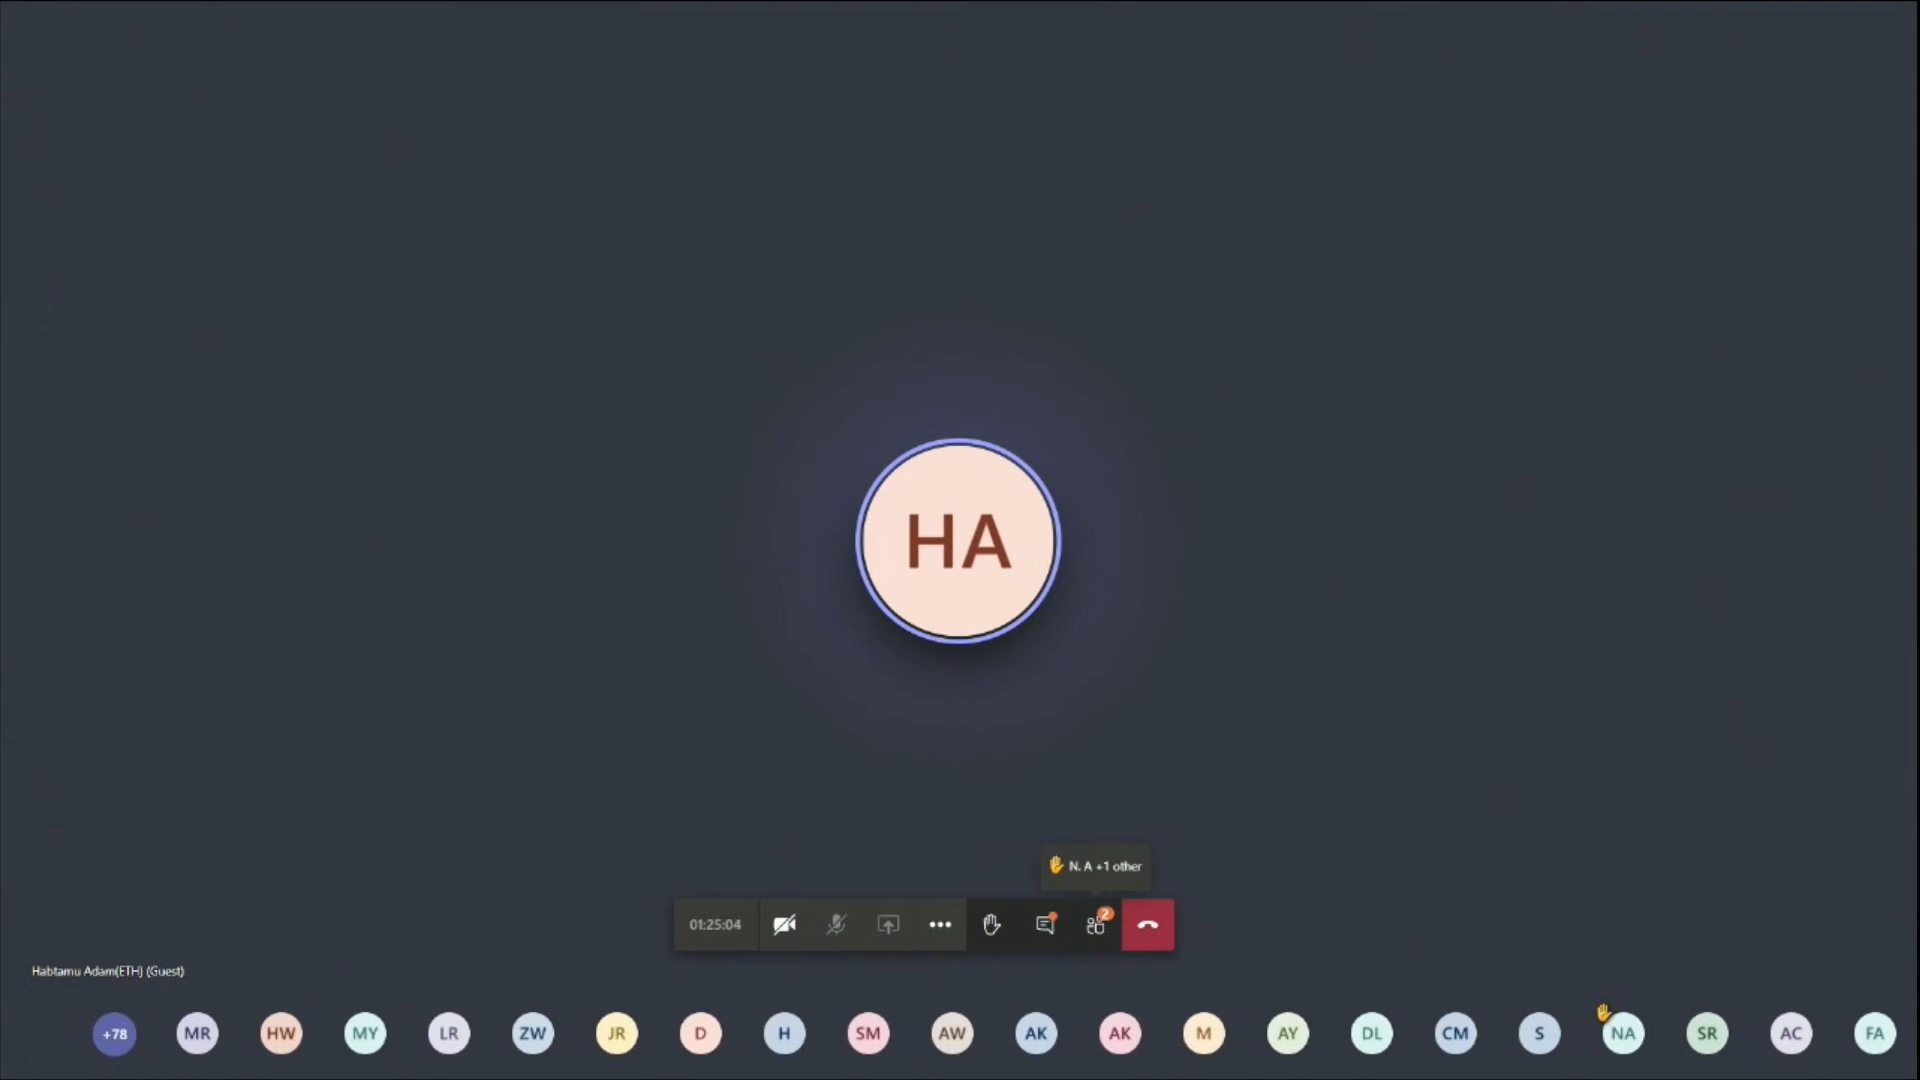 HA
N. A +1 other
01:25:04
2
Habtamu Adam(ETH) (Guest)
+78 MR HW MY LR ZW JR D H SM AW AK AK M AY DL CM S NA SR AC FA